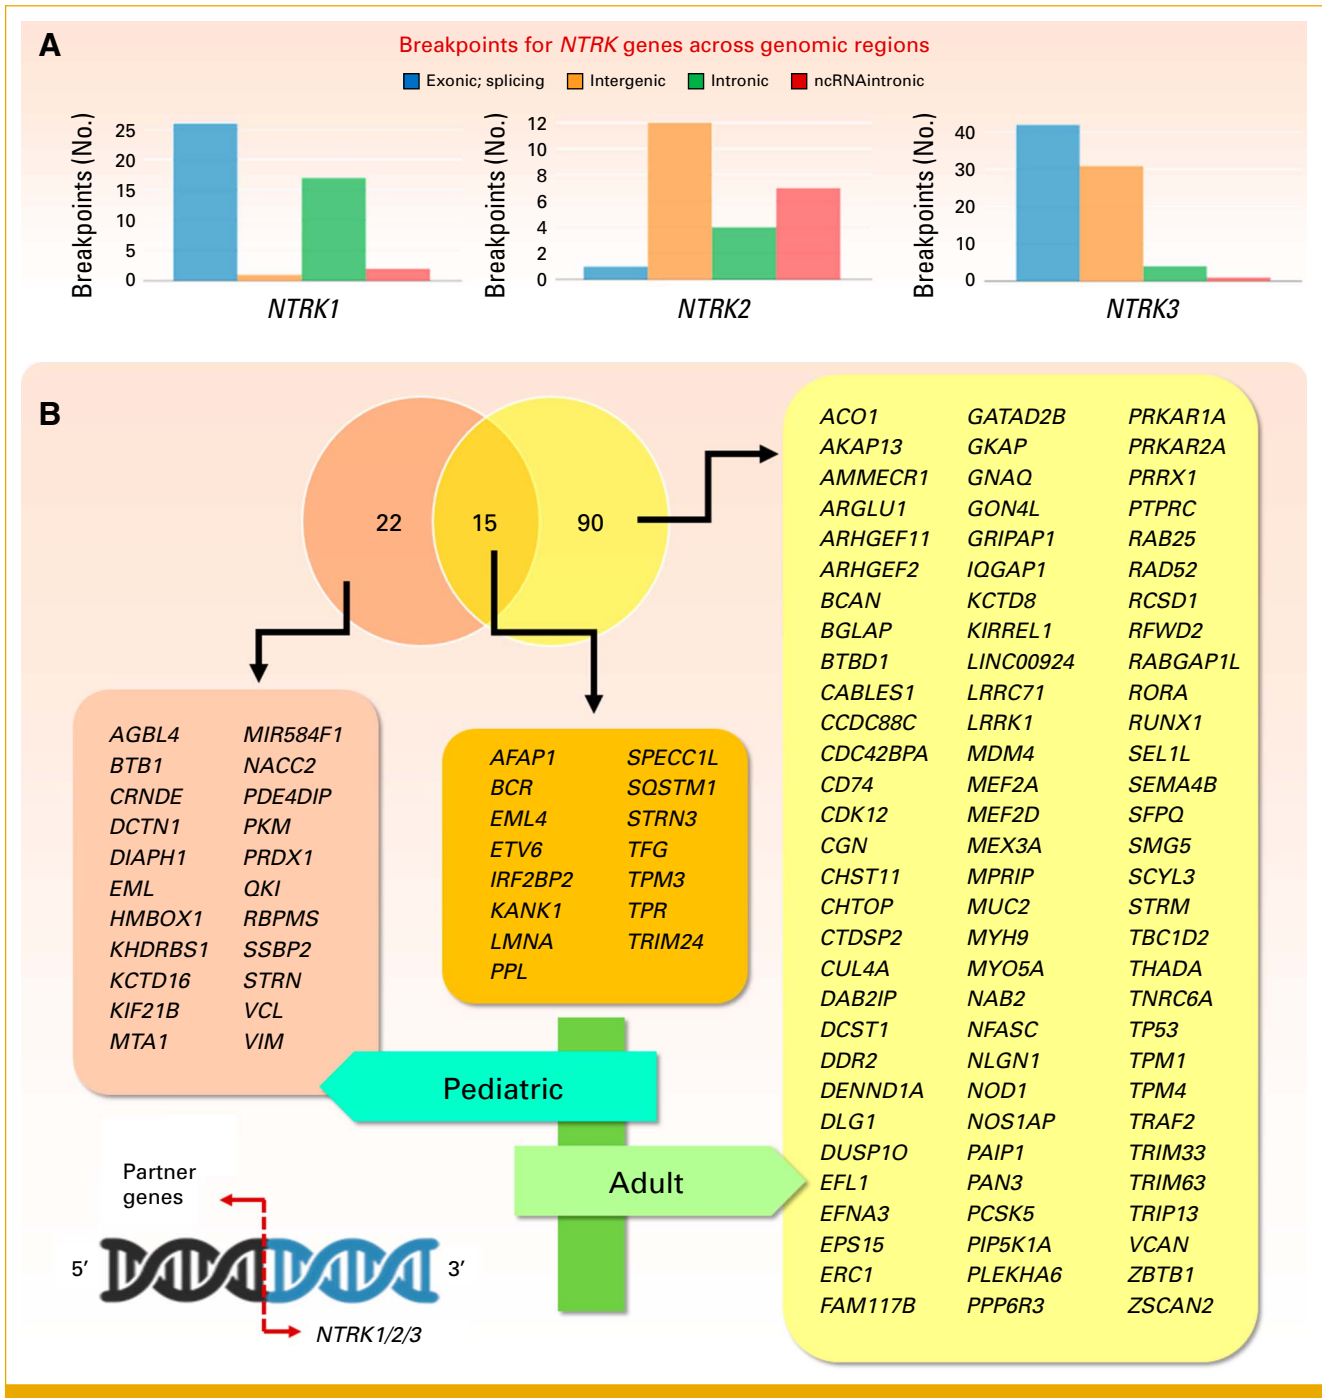 A
Breakpoints for NTRK genes across genomic regions
Exonic; splicing Intergenic Intronic ncRNAintronic
Breakpoints (No.)
25
20
15
10
5
0
NTRK1
Breakpoints (No.)
12
10
8
6
4
2
0
NTRK2
Breakpoints (No.)
40
30
20
10
0
NTRK3
B
22
15
90
AGBL4 MIR584F1
BTB1 NACC2
CRNDE PDE4DIP
DCTN1 PKM
DIAPH1 PRDX1
EML QKI
HMBOX1 RBPMS
KHDRBS1 SSBP2
KCTD16 STRN
KIF21B VCL
MTA1 VIM
AFAP1 SPECC1L
BCR SQSTM1
EML4 STRN3
ETV6 TFG
IRF2BP2 TPM3
KANK1 TPR
LMNA TRIM24
PPL
ACO1 GATAD2B PRKAR1A
AKAP13 GKAP PRKAR2A
AMMECR1 GNAQ PRRX1
ARGLU1 GON4L PTPRC
ARHGEF11 GRIPAP1 RAB25
ARHGEF2 IQGAP1 RAD52
BCAN KCTD8 RCSD1
BGLAP KIRREL1 RFWD2
BTBD1 LINC00924 RABGAP1L
CABLES1 LRRC71 RORA
CCDC88C LRRK1 RUNX1
CDC42BPA MDM4 SEL1L
CD74 MEF2A SEMA4B
CDK12 MEF2D SFPQ
CGN MEX3A SMG5
CHST11 MPRIP SCYL3
CHTOP MUC2 STRM
CTDSP2 MYH9 TBC1D2
CUL4A MYO5A THADA
DAB2IP NAB2 TNRC6A
DCST1 NFASC TP53
DDR2 NLGN1 TPM1
DENND1A NOD1 TPM4
DLG1 NOS1AP TRAF2
DUSP1O PAIP1 TRIM33
EFL1 PAN3 TRIM63
EFNA3 PCSK5 TRIP13
EPS15 PIP5K1A VCAN
ERC1 PLEKHA6 ZBTB1
FAM117B PPP6R3 ZSCAN2
Pediatric
Adult
Partner
genes
5′ 3′
NTRK1/2/3